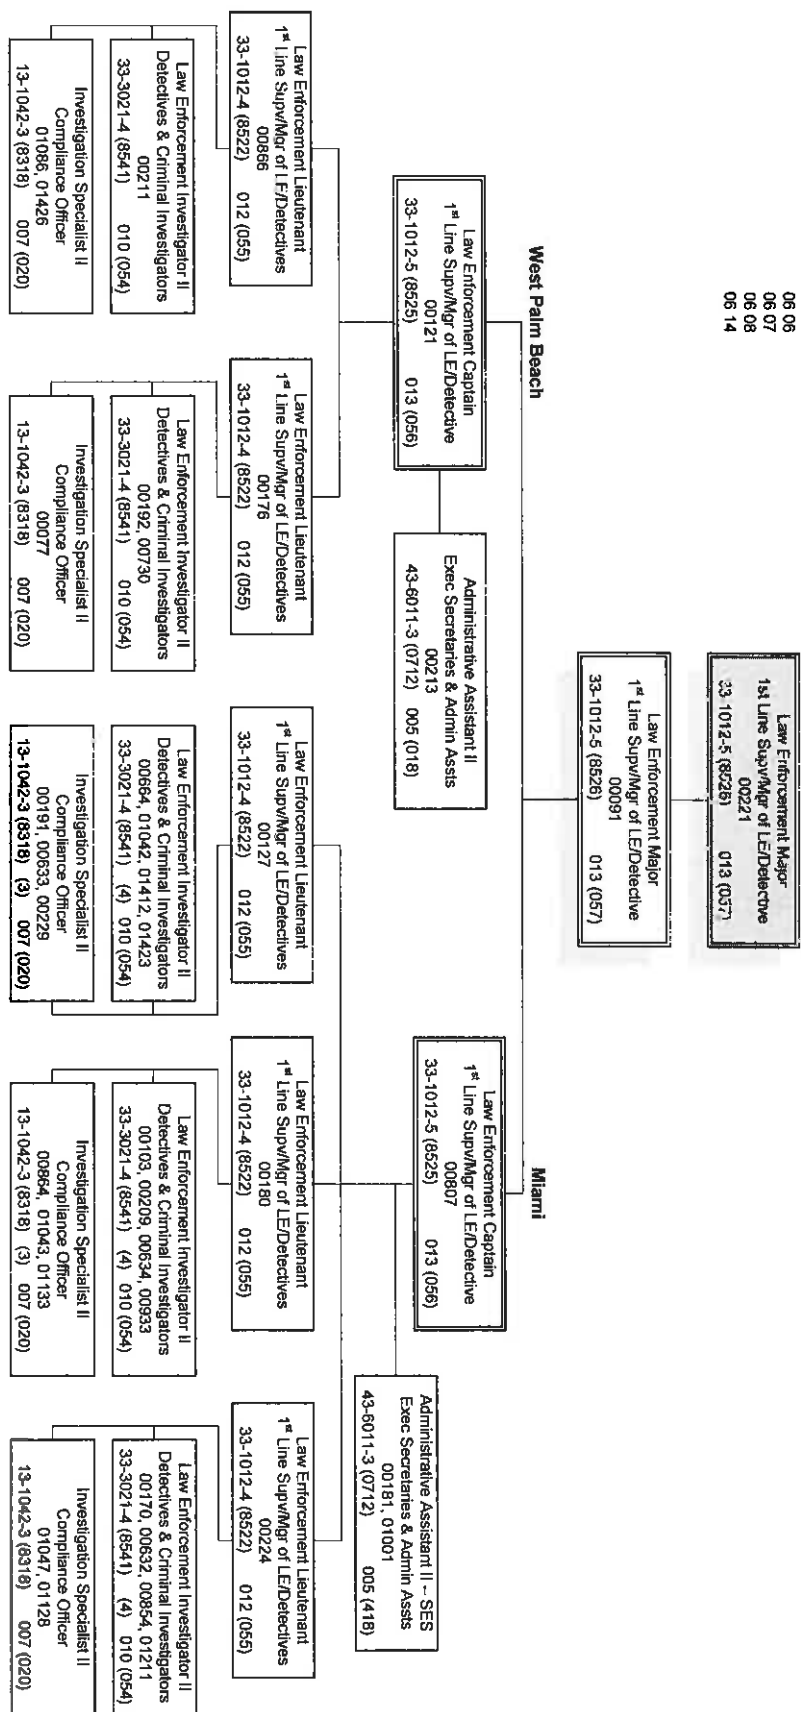 06 06
06 07
06 08
06 14
Law Enforcement Major
1st Line Supv/Mgr of LE/Detective
00221
33-1012-5 (8526) 013 (057)
Law Enforcement Major
1st Line Supv/Mgr of LE/Detective
00091
33-1012-5 (8526) 013 (057)
West Palm Beach
Miami
Law Enforcement Captain
1st Line Supv/Mgr of LE/Detective
00121
33-1012-5 (8525) 013 (056)
Administrative Assistant II
Exec Secretaries & Admin Assts
00213
43-6011-3 (0712) 005 (018)
Law Enforcement Captain
1st Line Supv/Mgr of LE/Detective
00807
33-1012-5 (8525) 013 (056)
Administrative Assistant II – SES
Exec Secretaries & Admin Assts
00181, 01001
43-6011-3 (0712) 005 (418)
Law Enforcement Lieutenant
1st Line Supv/Mgr of LE/Detectives
00866
33-1012-4 (8522) 012 (055)
Law Enforcement Lieutenant
1st Line Supv/Mgr of LE/Detectives
00176
33-1012-4 (8522) 012 (055)
Law Enforcement Lieutenant
1st Line Supv/Mgr of LE/Detectives
00127
33-1012-4 (8522) 012 (055)
Law Enforcement Lieutenant
1st Line Supv/Mgr of LE/Detectives
00180
33-1012-4 (8522) 012 (055)
Law Enforcement Lieutenant
1st Line Supv/Mgr of LE/Detectives
00224
33-1012-4 (8522) 012 (055)
Law Enforcement Investigator II
Detectives & Criminal Investigators
00211
33-3021-4 (8541) 010 (054)
Law Enforcement Investigator II
Detectives & Criminal Investigators
00192, 00730
33-3021-4 (8541) 010 (054)
Law Enforcement Investigator II
Detectives & Criminal Investigators
00664, 01042, 01412, 01423
33-3021-4 (8541) (4) 010 (054)
Law Enforcement Investigator II
Detectives & Criminal Investigators
00103, 00209, 00634, 00933
33-3021-4 (8541) (4) 010 (054)
Law Enforcement Investigator II
Detectives & Criminal Investigators
00170, 00632, 00854, 01211
33-3021-4 (8541) (4) 010 (054)
Investigation Specialist II
Compliance Officer
01086, 01426
13-1042-3 (8318) 007 (020)
Investigation Specialist II
Compliance Officer
00077
13-1042-3 (8318) 007 (020)
Investigation Specialist II
Compliance Officer
00191, 00633, 00229
13-1042-3 (8318) (3) 007 (020)
Investigation Specialist II
Compliance Officer
00864, 01043, 01133
13-1042-3 (8318) (3) 007 (020)
Investigation Specialist II
Compliance Officer
01047, 01128
13-1042-3 (8318) 007 (020)